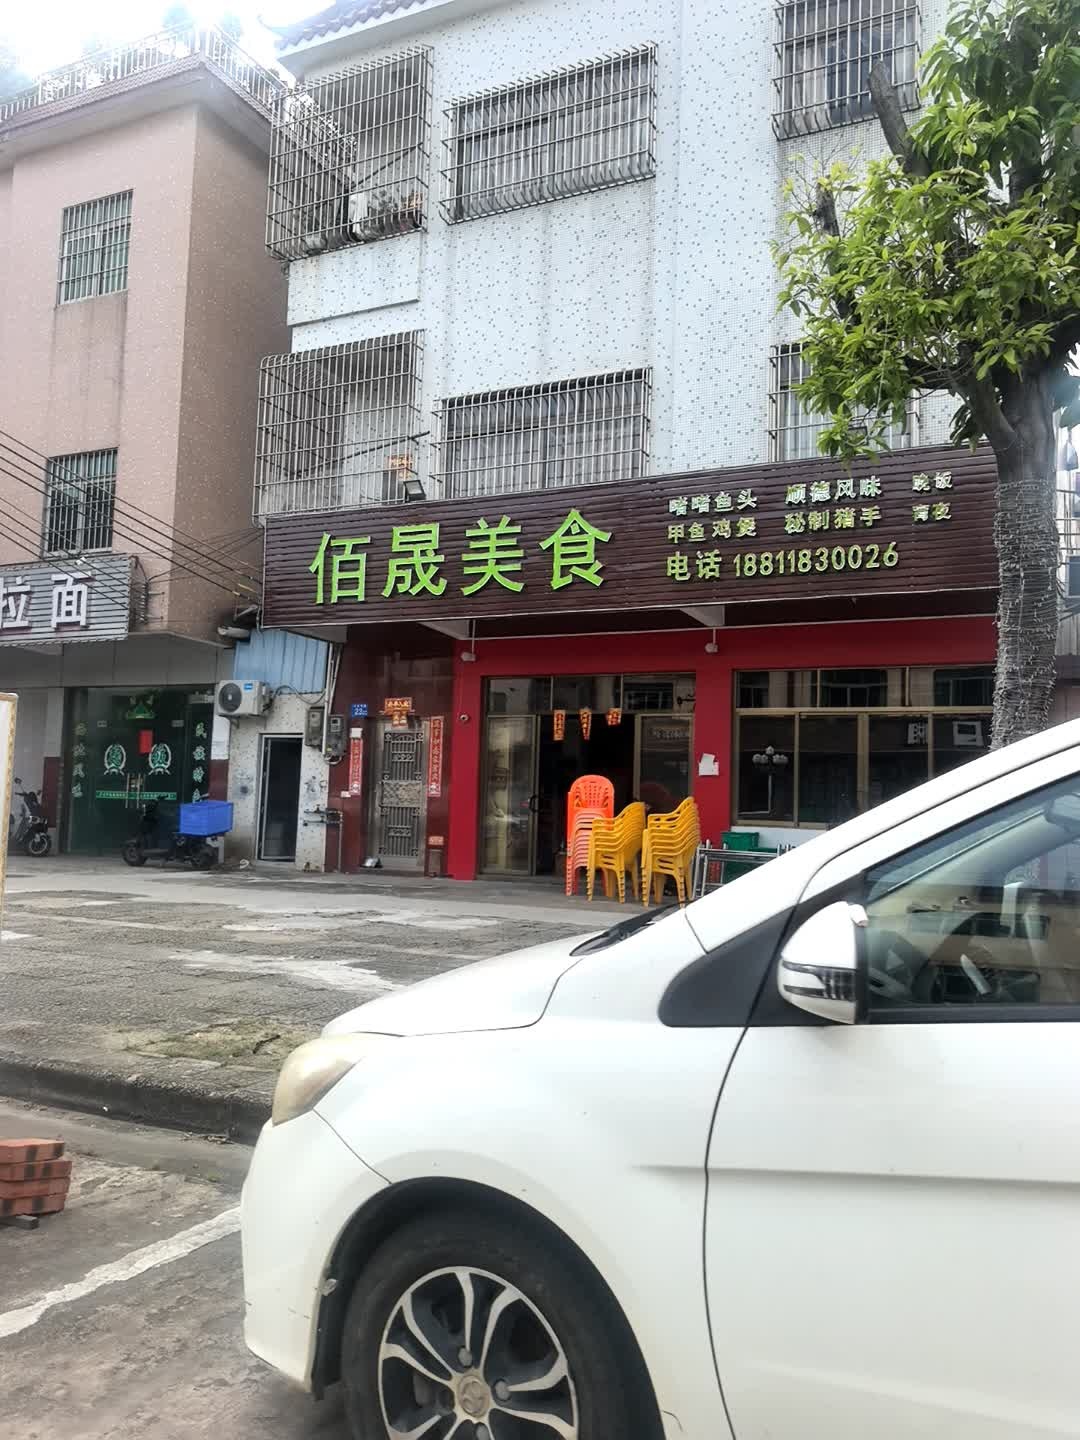 佰晟美食
啫啫鱼头 顺德风味 晚饭
甲鱼鸡煲 秘制猪手 宵夜
电话 18811830026
拉面
22